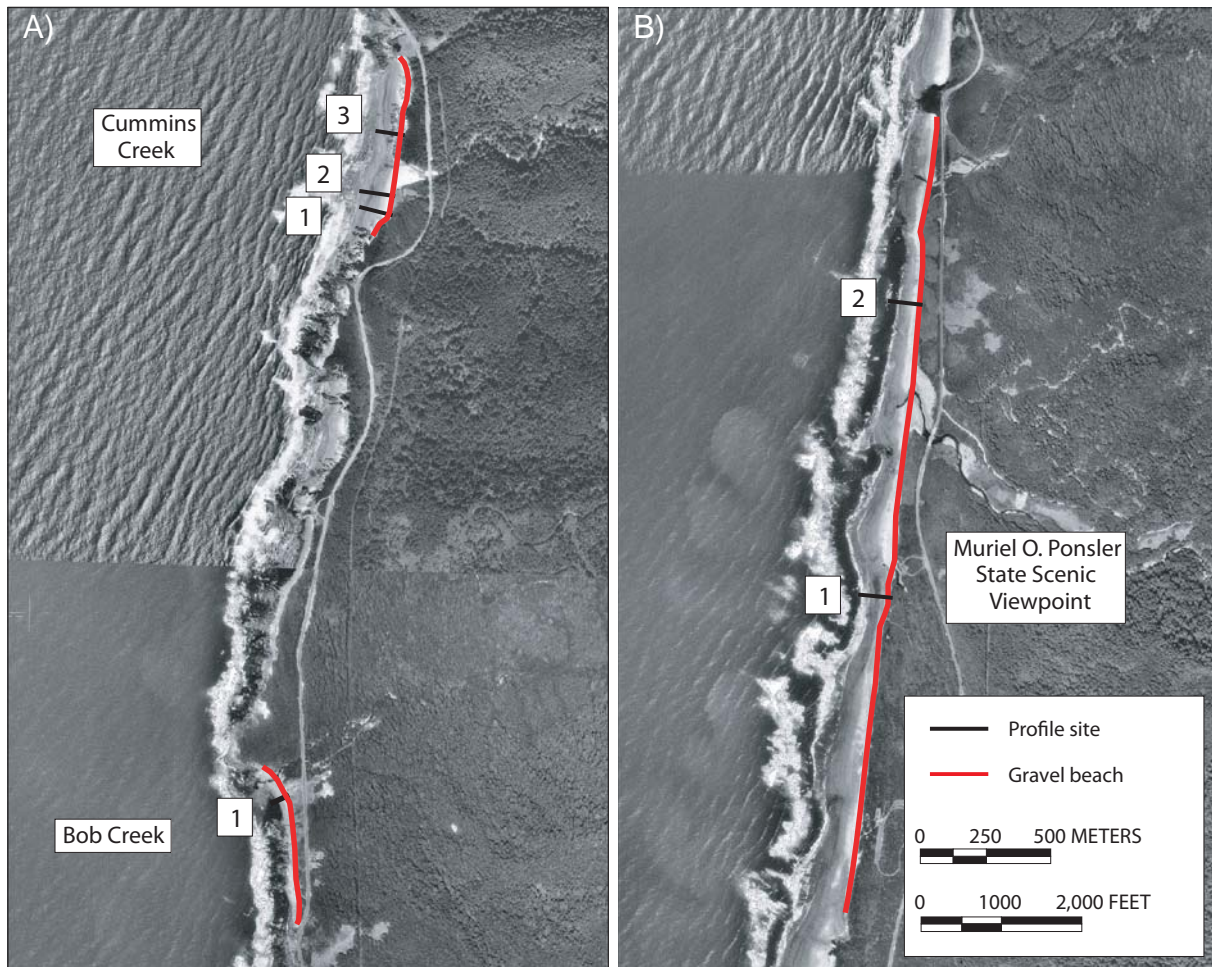 A)
Cummins
Creek
3
2
1
1
Bob Creek
B)
2
1
Muriel O. Ponsler
State Scenic
Viewpoint
Profile site
Gravel beach
0 250 500 METERS
0 1000 2,000 FEET